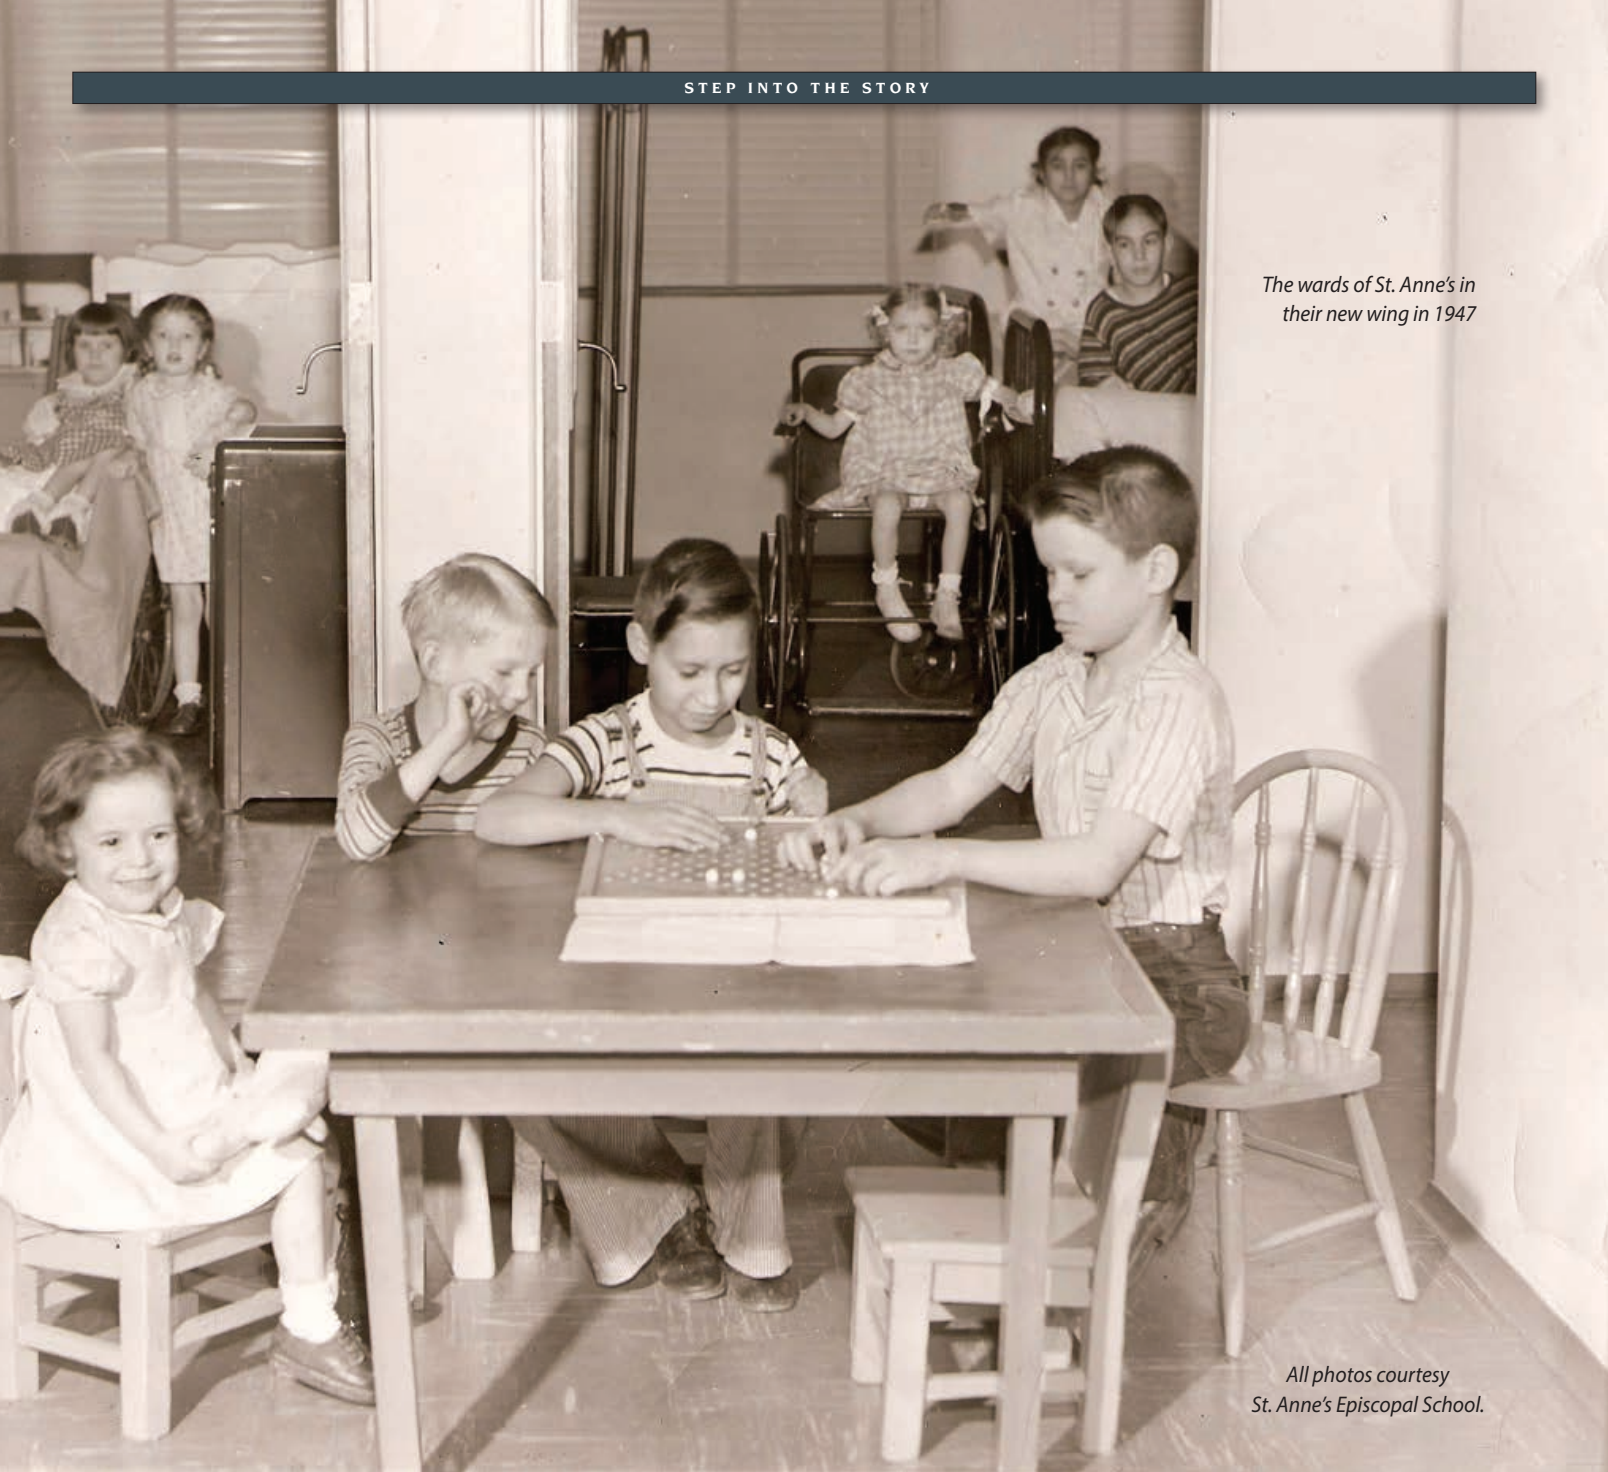 STEP INTO THE STORY
The wards of St. Anne's in
their new wing in 1947
All photos courtesy
St. Anne's Episcopal School.